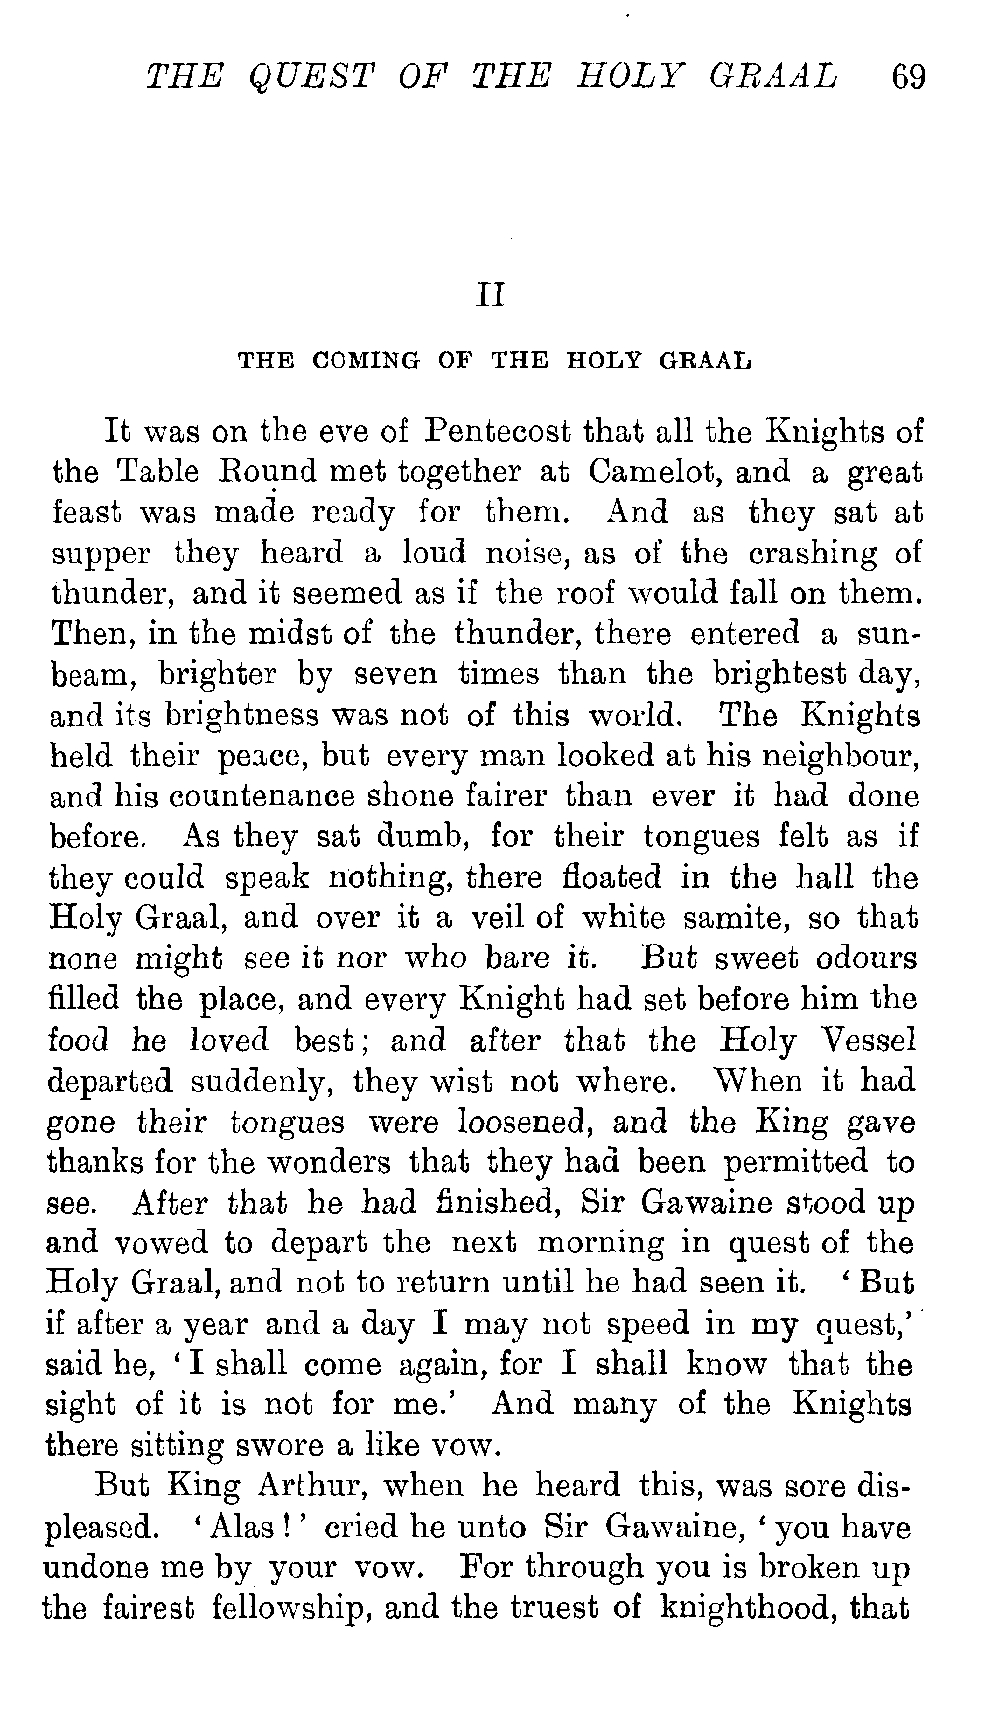 THE QUEST OF THE HOLY GRAAL 69
II
THE COMING OF THE HOLY GRAAL
It was on the eve of Pentecost that all the Knights of
the Table Round met together at Camelot, and a great
feast was made ready for them. And as they sat at
supper they heard a loud noise, as of the crashing of
thunder, and it seemed as if the roof would fall on them.
Then, in the midst of the thunder, there entered a sun-
beam, brighter by seven times than the brightest day,
and its brightness was not of this world. The Knights
held their peace, but every man looked at his neighbour,
and his countenance shone fairer than ever it had done
before. As they sat dumb, for their tongues felt as if
they could speak nothing, there floated in the hall the
Holy Graal, and over it a veil of white samite, so that
none might see it nor who bare it. But sweet odours
filled the place, and every Knight had set before him the
food he loved best; and after that the Holy Vessel
departed suddenly, they wist not where. When it had
gone their tongues were loosened, and the King gave
thanks for the wonders that they had been permitted to
see. After that he had finished, Sir Gawaine stood up
and vowed to depart the next morning in quest of the
Holy Graal, and not to return until he had seen it. ‘But
if after a year and a day I may not speed in my quest,’
said he, ‘I shall come again, for I shall know that the
sight of it is not for me.’ And many of the Knights
there sitting swore a like vow.
But King Arthur, when he heard this, was sore dis-
pleased. ‘Alas!’ cried he unto Sir Gawaine, ‘you have
undone me by your vow. For through you is broken up
the fairest fellowship, and the truest of knighthood, that